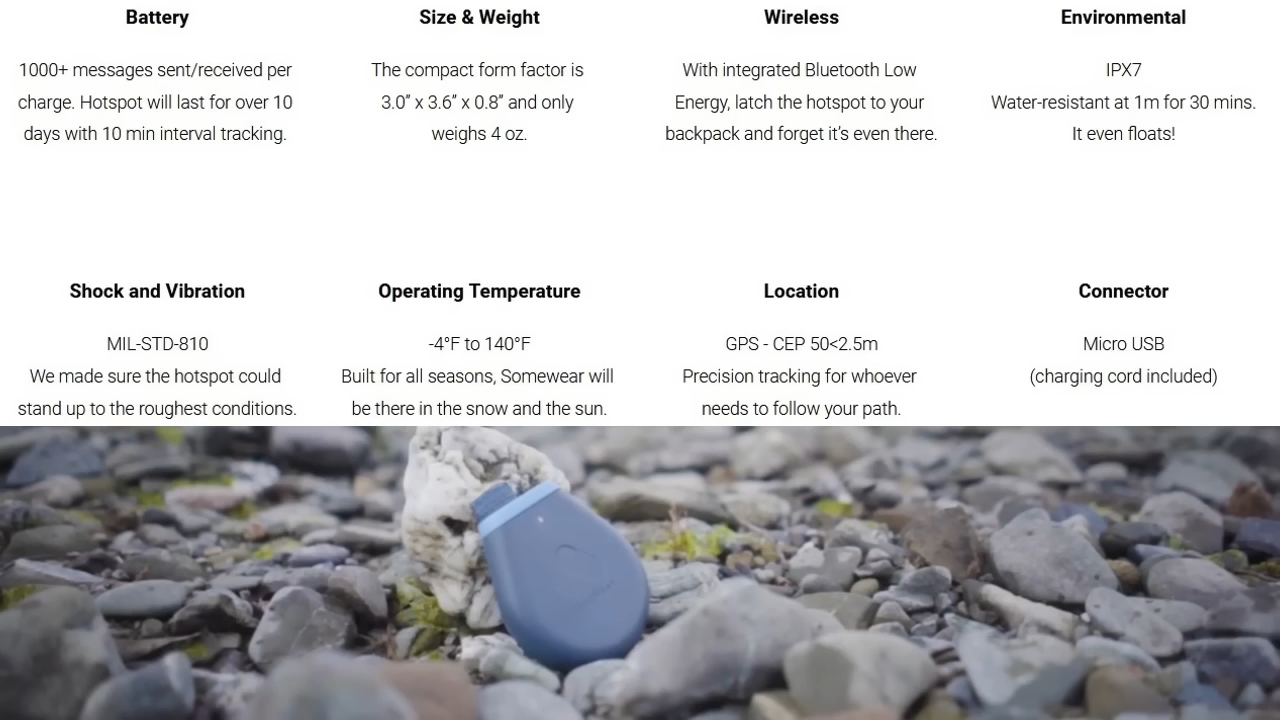 Battery
1000+ messages sent/received per
charge. Hotspot will last for over 10
days with 10 min interval tracking.
Size & Weight
The compact form factor is
3.0” x 3.6” x 0.8” and only
weighs 4 oz.
Wireless
With integrated Bluetooth Low
Energy, latch the hotspot to your
backpack and forget it’s even there.
Environmental
IPX7
Water-resistant at 1m for 30 mins.
It even floats!
Shock and Vibration
MIL-STD-810
We made sure the hotspot could
stand up to the roughest conditions.
Operating Temperature
-4°F to 140°F
Built for all seasons, Somewear will
be there in the snow and the sun.
Location
GPS - CEP 50<2.5m
Precision tracking for whoever
needs to follow your path.
Connector
Micro USB
(charging cord included)